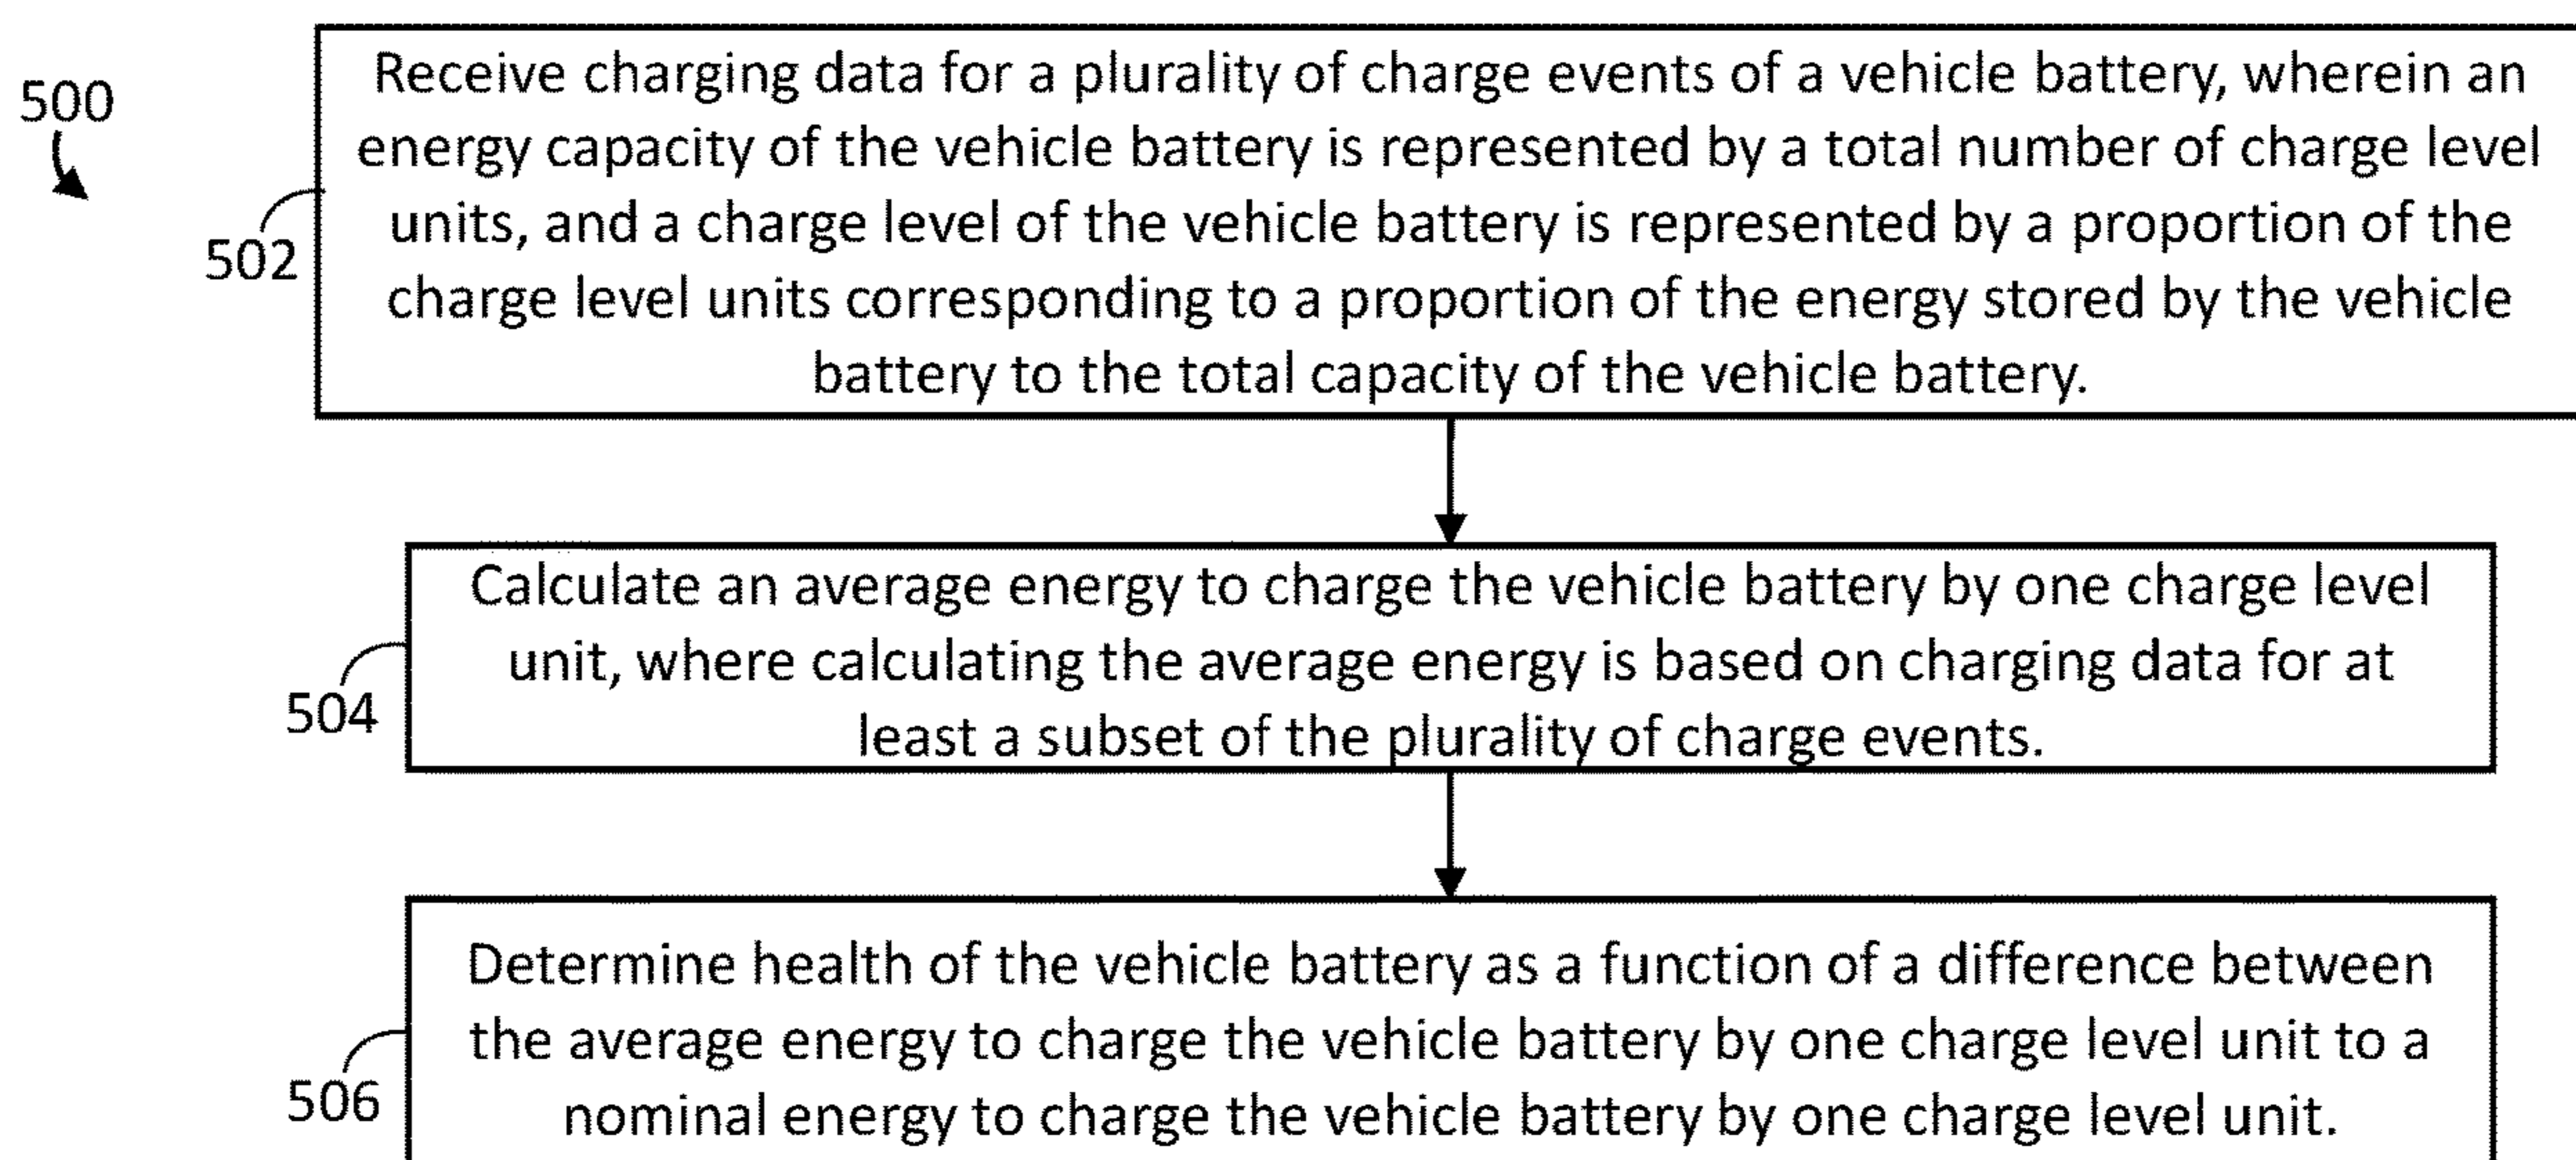 500
Receive charging data for a plurality of charge events of a vehicle battery, wherein an
energy capacity of the vehicle battery is represented by a total number of charge level
units, and a charge level of the vehicle battery is represented by a proportion of the
charge level units corresponding to a proportion of the energy stored by the vehicle
battery to the total capacity of the vehicle battery.
502
Calculate an average energy to charge the vehicle battery by one charge level
unit, where calculating the average energy is based on charging data for at
least a subset of the plurality of charge events.
504
Determine health of the vehicle battery as a function of a difference between
the average energy to charge the vehicle battery by one charge level unit to a
nominal energy to charge the vehicle battery by one charge level unit.
506